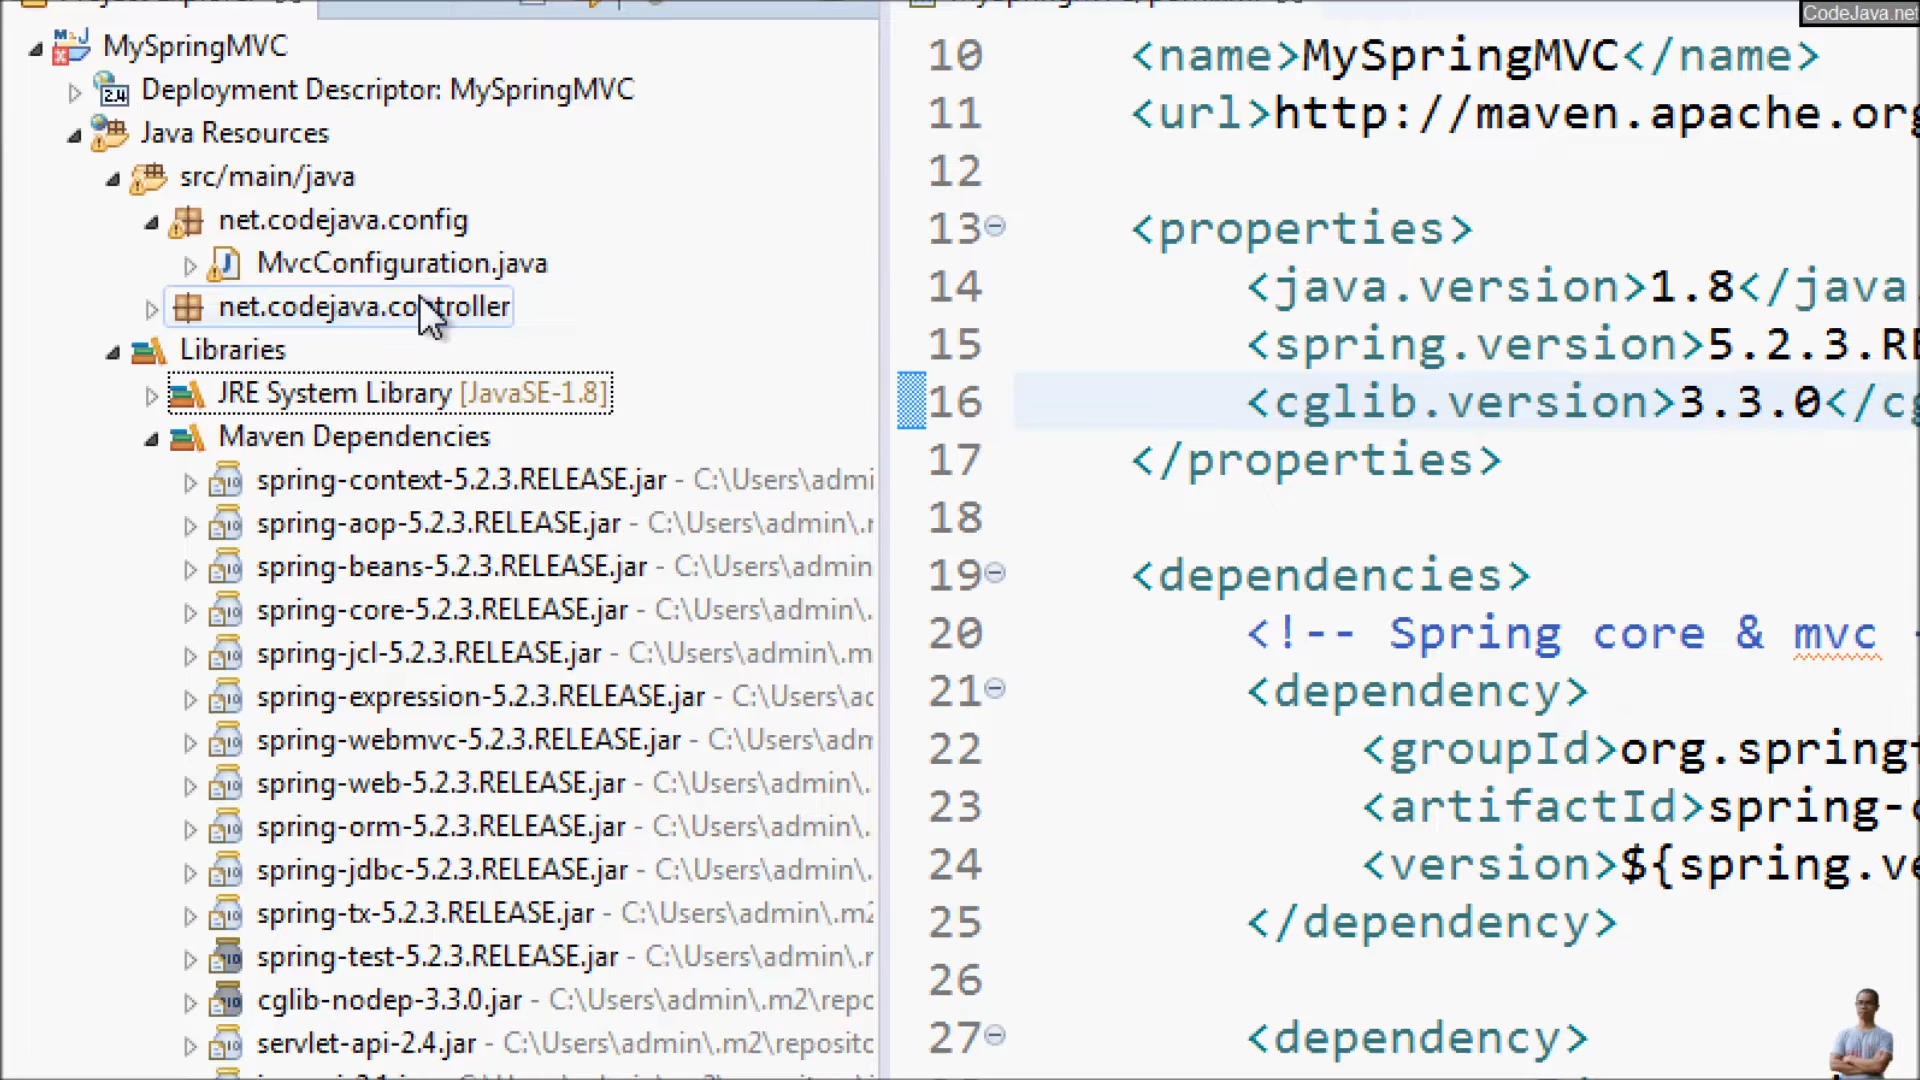 CodeJava.net
MySpringMVC
Deployment Descriptor: MySpringMVC
Java Resources
src/main/java
net.codejava.config
MvcConfiguration.java
net.codejava.controller
Libraries
JRE System Library [JavaSE-1.8]
Maven Dependencies
spring-context-5.2.3.RELEASE.jar - C:\Users\admi
spring-aop-5.2.3.RELEASE.jar - C:\Users\admin\.r
spring-beans-5.2.3.RELEASE.jar - C:\Users\admin
spring-core-5.2.3.RELEASE.jar - C:\Users\admin\.
spring-jcl-5.2.3.RELEASE.jar - C:\Users\admin\.m
spring-expression-5.2.3.RELEASE.jar - C:\Users\ac
spring-webmvc-5.2.3.RELEASE.jar - C:\Users\adn
spring-web-5.2.3.RELEASE.jar - C:\Users\admin\.
spring-orm-5.2.3.RELEASE.jar - C:\Users\admin\.
spring-jdbc-5.2.3.RELEASE.jar - C:\Users\admin\.
spring-tx-5.2.3.RELEASE.jar - C:\Users\admin\.m2
spring-test-5.2.3.RELEASE.jar - C:\Users\admin\.r
cglib-nodep-3.3.0.jar - C:\Users\admin\.m2\repo
servlet-api-2.4.jar - C:\Users\admin\.m2\reposito
10 <name>MySpringMVC</name>
11 <url>http://maven.apache.org
12
13 <properties>
14 <java.version>1.8</java.
15 <spring.version>5.2.3.RE
16 <cglib.version>3.3.0</cg
17 </properties>
18
19 <dependencies>
20 <!-- Spring core & mvc -
21 <dependency>
22 <groupId>org.springf
23 <artifactId>spring-c
24 <version>${spring.ve
25 </dependency>
26
27 <dependency>